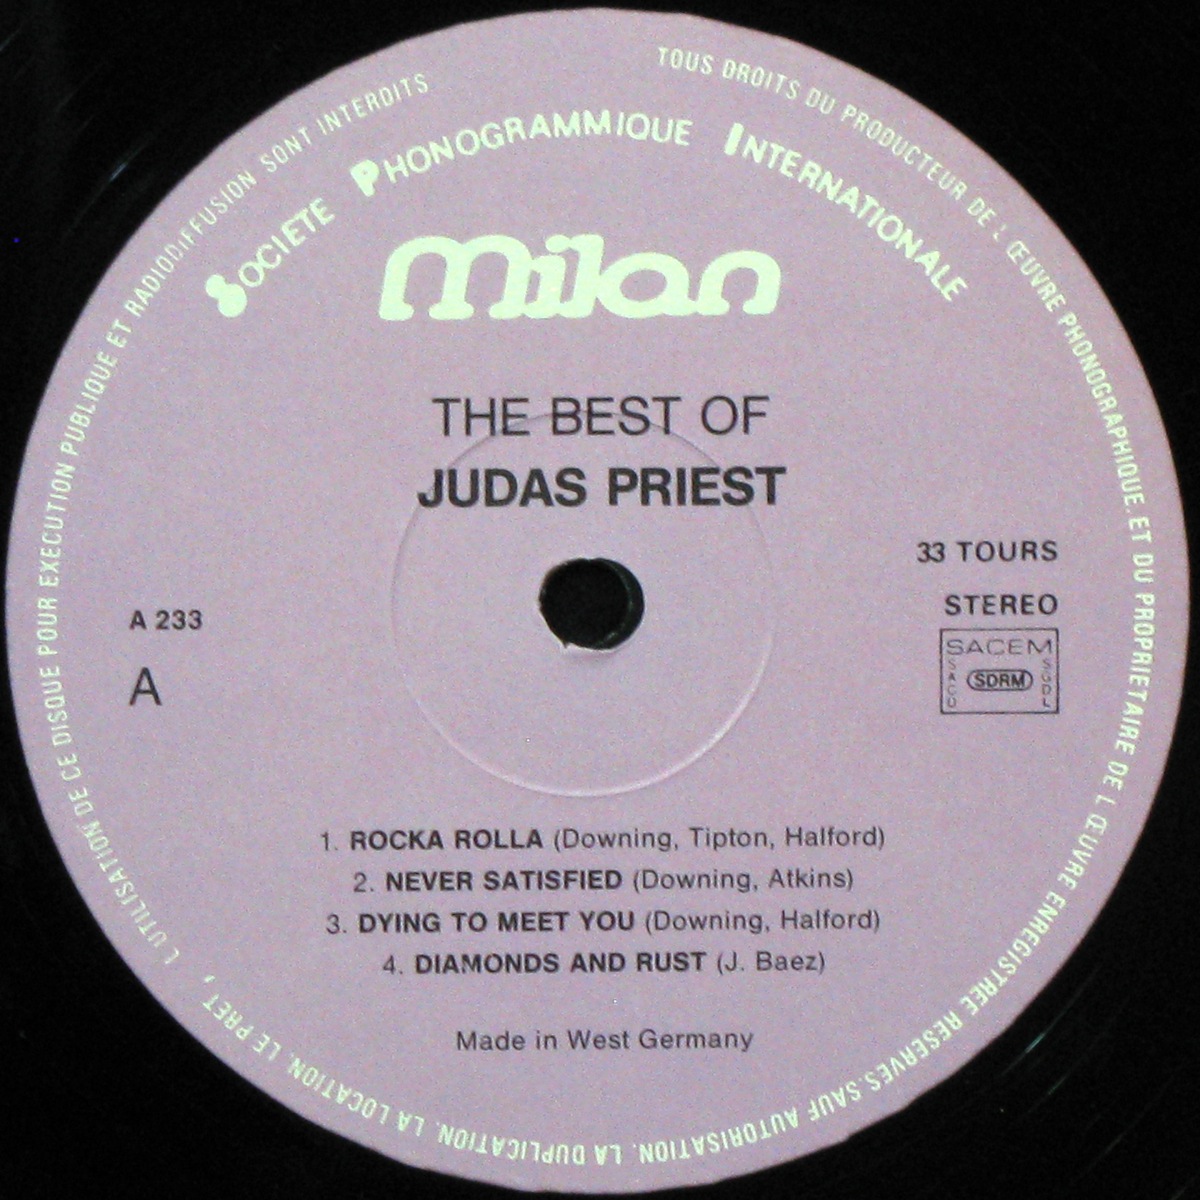 TOUS DROITS DU PRODUCTEUR DE L'ŒUVRE PHONOGRAPHIQUE. ET DU PROPRIETAIRE DE L ŒUVRE ENREGISTREE RESERVES. SAUF AUTORISATION. LA DUPLICATION. LA LOCATION. LE PRET, L UTILISATION DE CE DISQUE POUR EXECUTION PUBLIQUE ET RADIODIFFUSION SONT INTERDITS
SOCIETE PHONOGRAMMIQUE INTERNATIONALE
Milan
THE BEST OF
JUDAS PRIEST
33 TOURS
STEREO
SACEM
SACD SDRM SGDL
A 233
A
1. ROCKA ROLLA (Downing, Tipton, Halford)
2. NEVER SATISFIED (Downing, Atkins)
3. DYING TO MEET YOU (Downing, Halford)
4. DIAMONDS AND RUST (J. Baez)
Made in West Germany